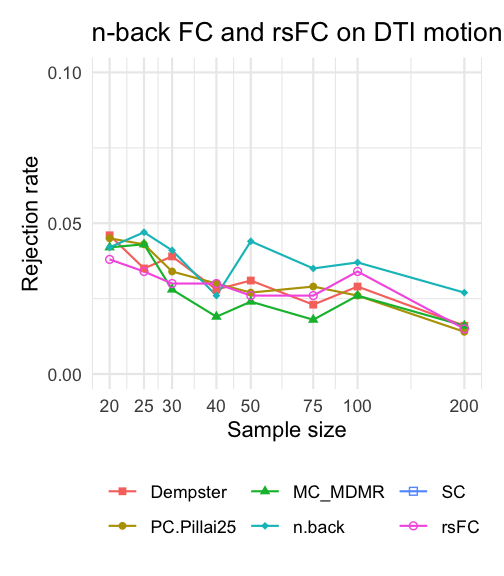 n-back FC and rsFC on DTI motion
0.10
0.05
0.00
Rejection rate
20 25 30 40 50 75 100 200
Sample size
Dempster MC_MDMR SC
PC.Pillai25 n.back rsFC